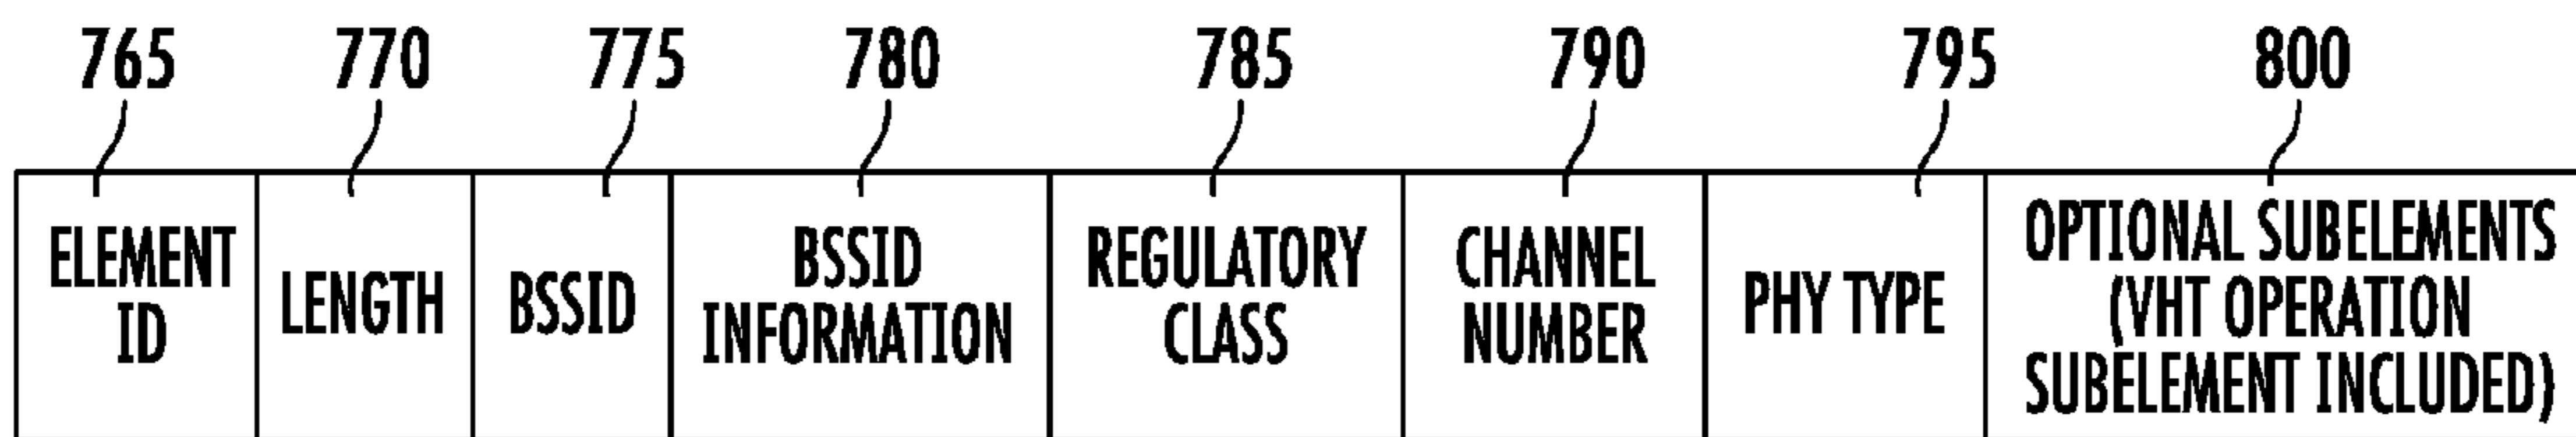 765 770 775 780 785 790 795 800
ELEMENT
ID
LENGTH
BSSID
BSSID
INFORMATION
REGULATORY
CLASS
CHANNEL
NUMBER
PHY TYPE
OPTIONAL SUBELEMENTS
(VHT OPERATION
SUBELEMENT INCLUDED)